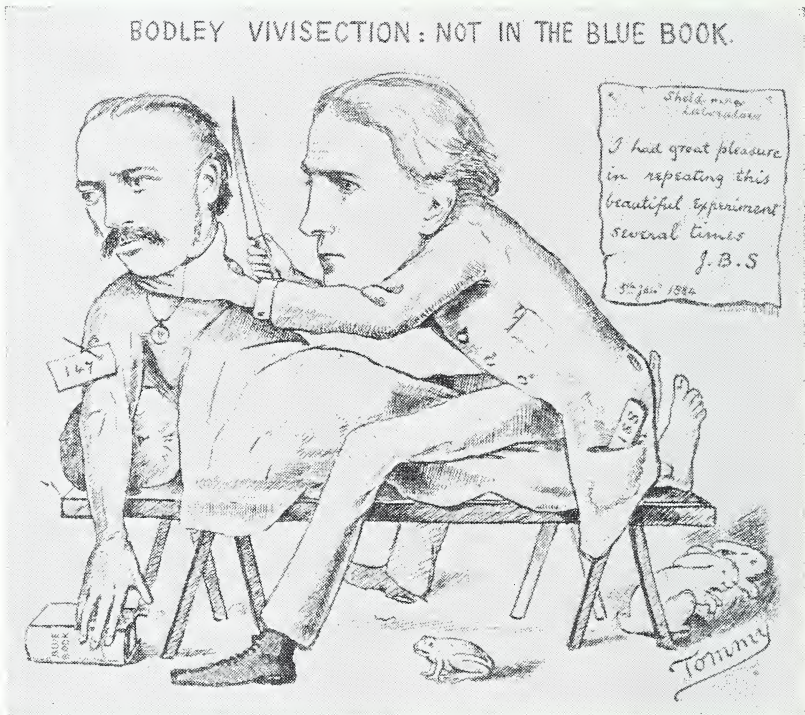 BODLEY VIVISECTION: NOT IN THE BLUE BOOK.
Laboratory
I had great pleasure
in repeating this
beautiful Experiment
several times
J.B.S
5th Jan 1884
147
188
BLUE
BOOK
Tommy